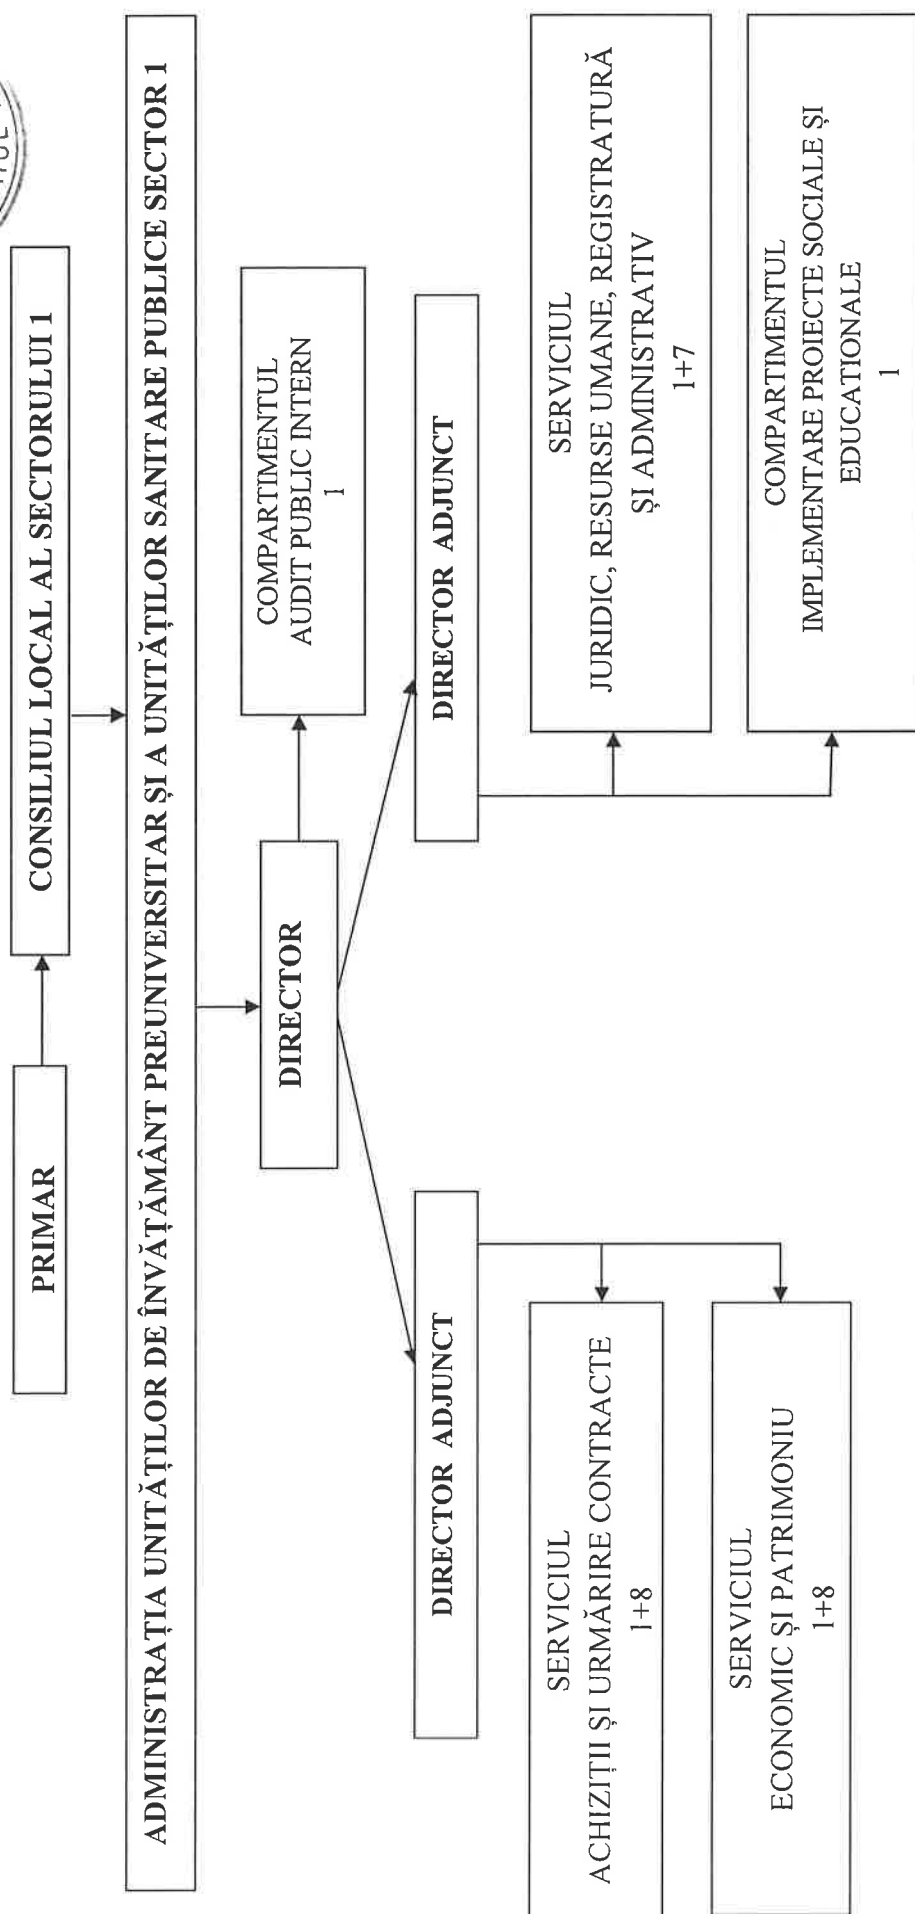 PRIMAR
CONSILIUL LOCAL AL SECTORULUI 1
ADMINISTRAȚIA UNITĂȚILOR DE ÎNVĂȚĂMÂNT PREUNIVERSITAR ȘI A UNITĂȚILOR SANITARE PUBLICE SECTOR 1
DIRECTOR
COMPARTIMENTUL
AUDIT PUBLIC INTERN
1
DIRECTOR ADJUNCT
SERVICIUL
ACHIZIȚII ȘI URMĂRIRE CONTRACTE
1+8
SERVICIUL
ECONOMIC ȘI PATRIMONIU
1+8
DIRECTOR ADJUNCT
SERVICIUL
JURIDIC, RESURSE UMANE, REGISTRATURĂ
ȘI ADMINISTRATIV
1+7
COMPARTIMENTUL
IMPLEMENTARE PROIECTE SOCIALE ȘI
EDUCATIONALE
1